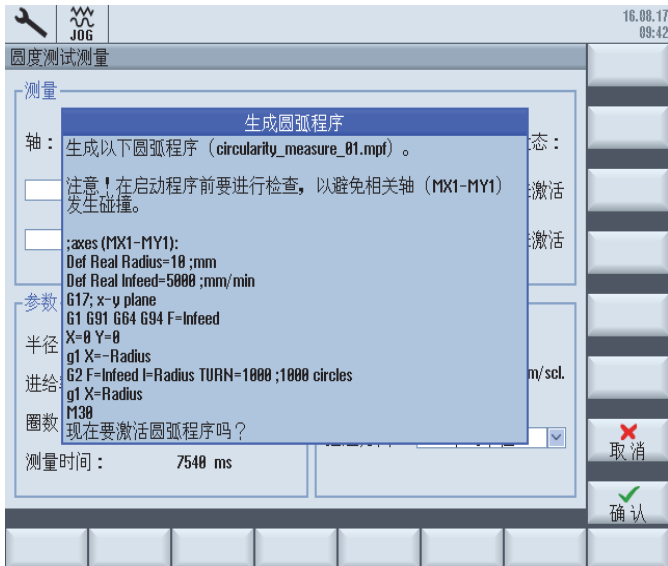 JOG
16.08.17
09:42
圆度测试测量
测量
生成圆弧程序
轴：
态：
生成以下圆弧程序（circularity_measure_01.mpf）。
注意！在启动程序前要进行检查，以避免相关轴（MX1-MY1）
发生碰撞。
激活
激活
;axes (MX1-MY1):
Def Real Radius=10 ;mm
Def Real Infeed=5000 ;mm/min
G17; x-y plane
G1 G91 G64 G94 F=Infeed
X=0 Y=0
g1 X=-Radius
G2 F=Infeed I=Radius TURN=1000 ;1000 circles
g1 X=Radius
M30
现在要激活圆弧程序吗？
参数
半径
进给
m/scl.
圈数
测量时间： 7540 ms
取消
确认